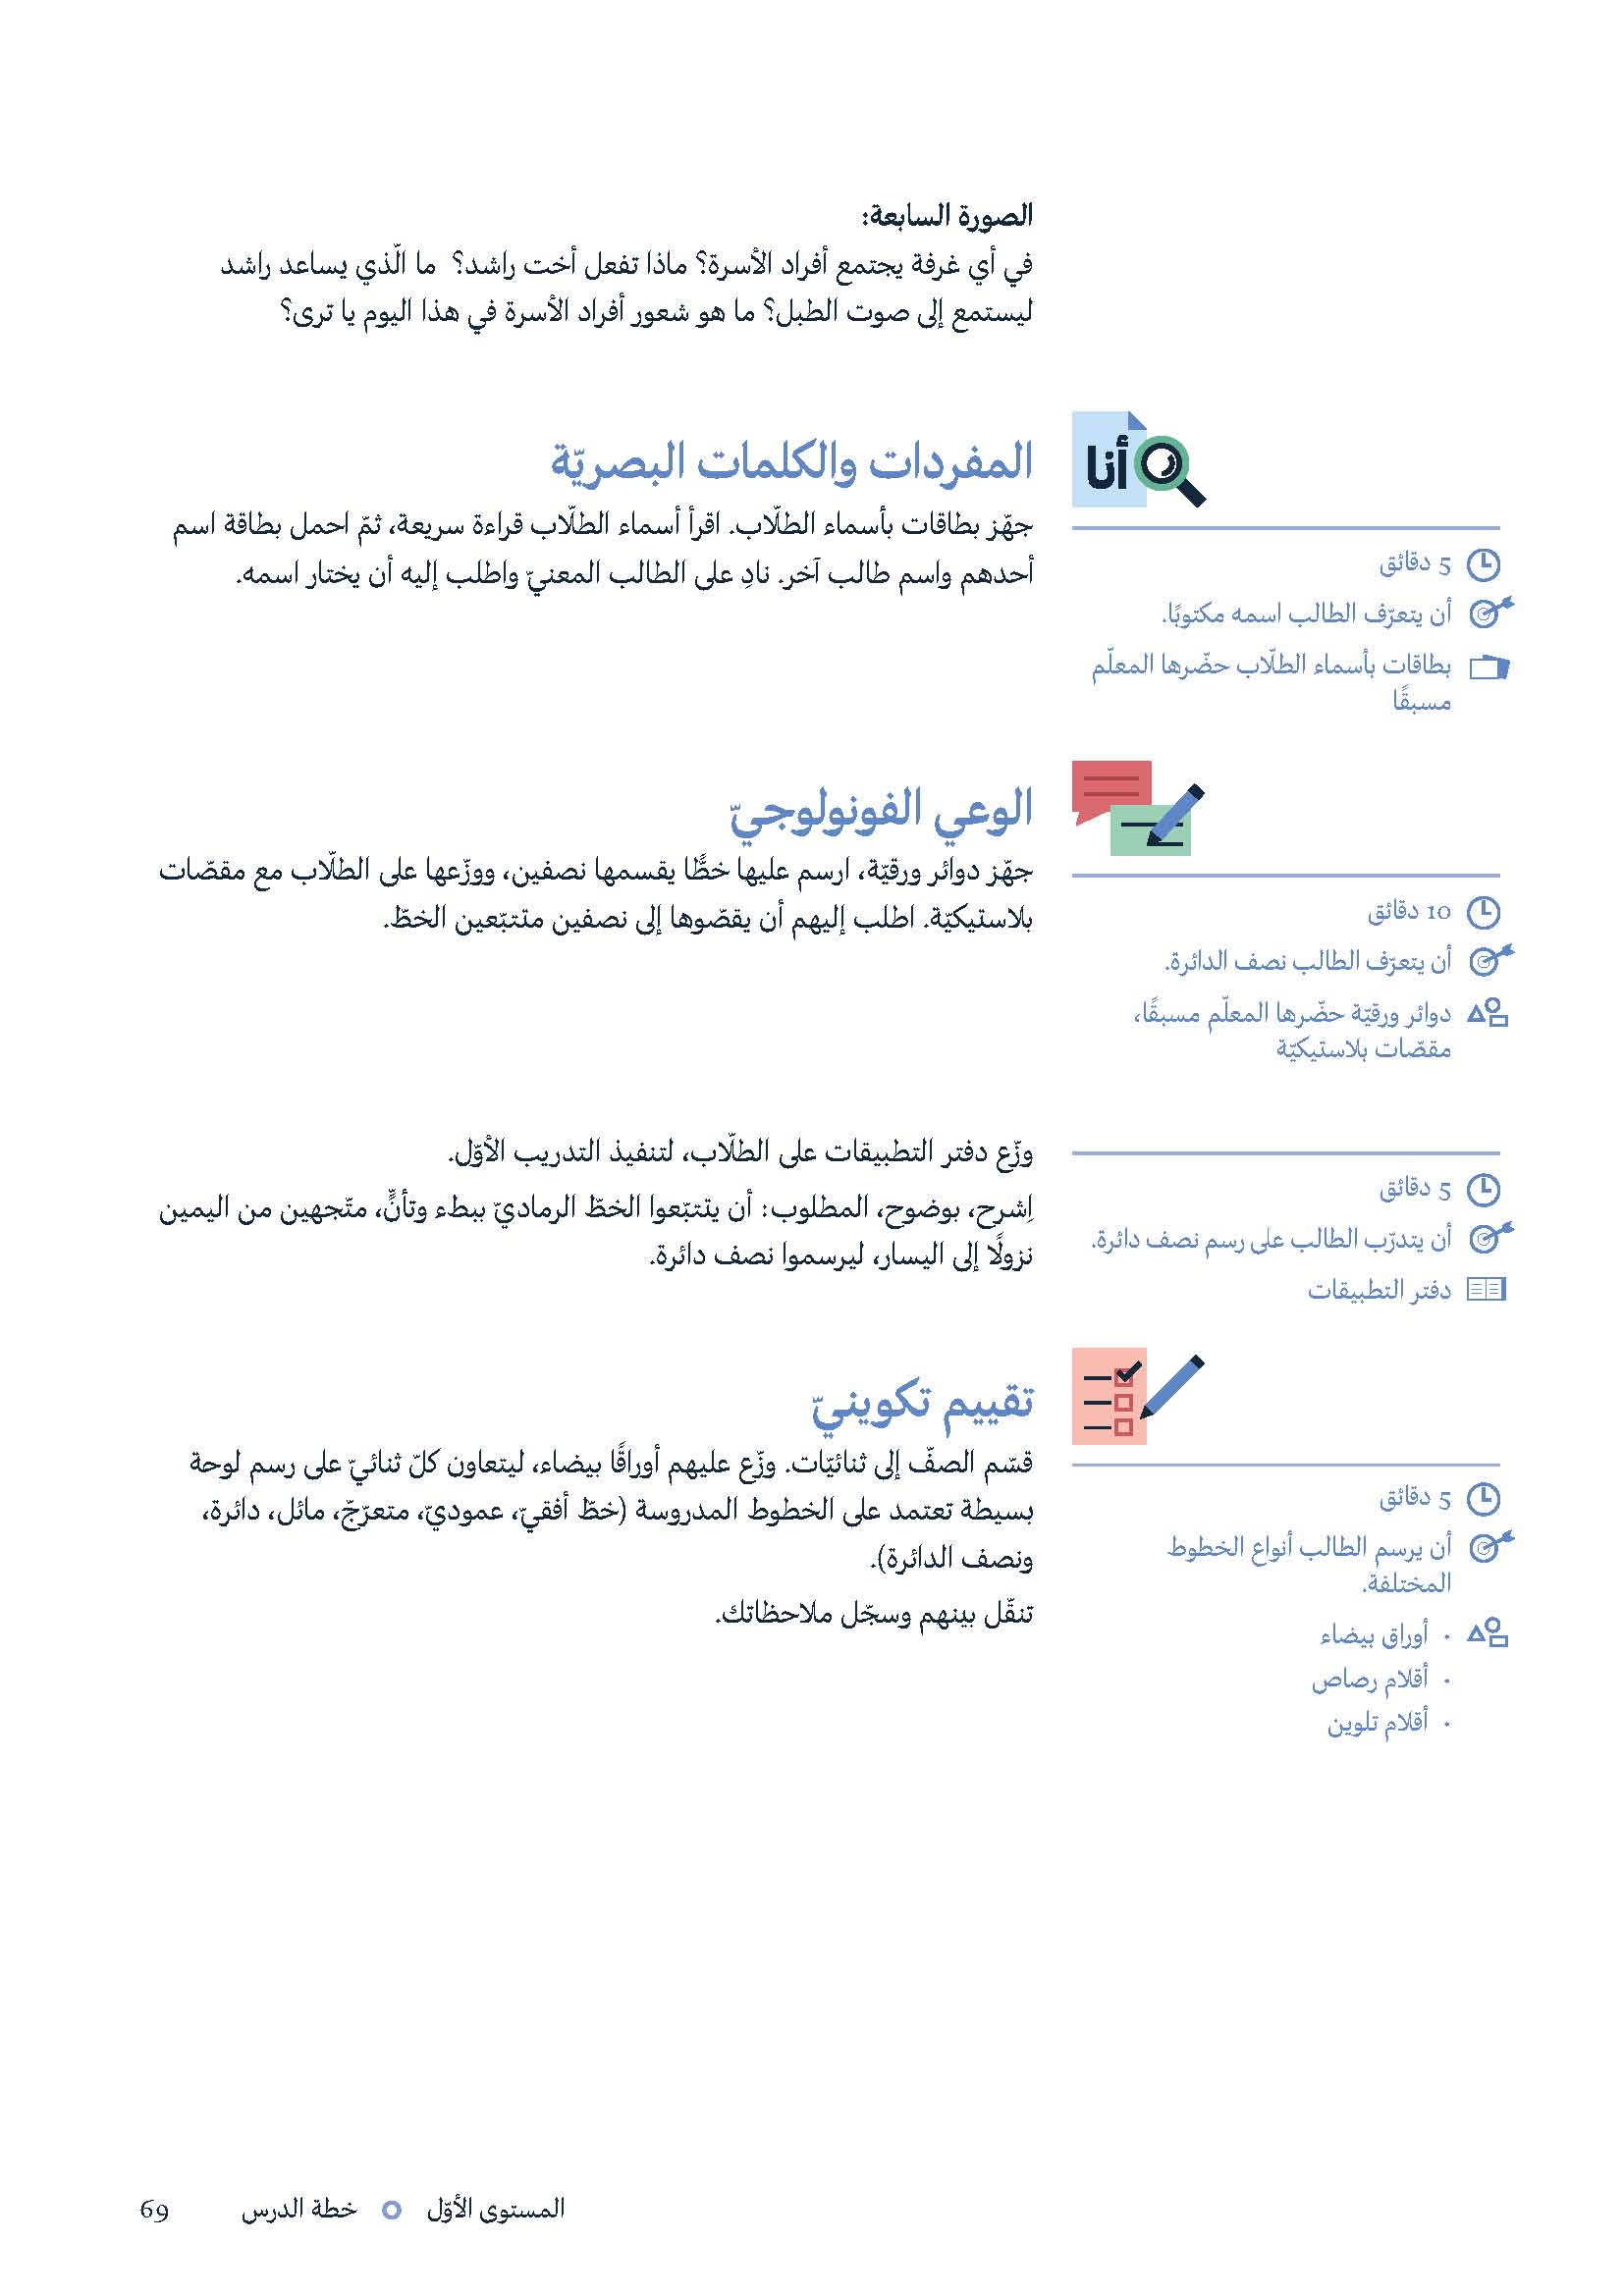 الصورة السابعة:
في أي غرفة يجتمع أفراد الأسرة؟ ماذا تفعل أخت راشد؟ ما الّذي يساعد راشد
ليستمع إلى صوت الطبل؟ ما هو شعور أفراد الأسرة في هذا اليوم يا ترى؟
أنا
المفردات والكلمات البصريّة
جهّز بطاقات بأسماء الطلّاب. اقرأ أسماء الطلّاب قراءة سريعة، ثمّ احمل بطاقة اسم
أحدهم واسم طالب آخر. نادِ على الطالب المعنيّ واطلب إليه أن يختار اسمه.
5 دقائق
أن يتعرّف الطالب اسمه مكتوبًا.
بطاقات بأسماء الطلّاب حضّرها المعلّم
مسبقًا
الوعي الفونولوجيّ
جهّز دوائر ورقيّة، ارسم عليها خطًّا يقسمها نصفين، ووزّعها على الطلّاب مع مقصّات
بلاستيكيّة. اطلب إليهم أن يقصّوها إلى نصفين متتبّعين الخطّ.
10 دقائق
أن يتعرّف الطالب نصف الدائرة.
دوائر ورقيّة حضّرها المعلّم مسبقًا،
مقصّات بلاستيكيّة
وزّع دفتر التطبيقات على الطلّاب، لتنفيذ التدريب الأوّل.
اِشرح، بوضوح، المطلوب: أن يتتبّعوا الخطّ الرماديّ ببطء وتأنٍّ، متّجهين من اليمين
نزولًا إلى اليسار، ليرسموا نصف دائرة.
5 دقائق
أن يتدرّب الطالب على رسم نصف دائرة.
دفتر التطبيقات
تقييم تكوينيّ
قسّم الصفّ إلى ثنائيّات. وزّع عليهم أوراقًا بيضاء، ليتعاون كلّ ثنائيّ على رسم لوحة
بسيطة تعتمد على الخطوط المدروسة (خطّ أفقيّ، عموديّ، متعرّجّ، مائل، دائرة،
ونصف الدائرة).
تنقّل بينهم وسجّل ملاحظاتك.
5 دقائق
أن يرسم الطالب أنواع الخطوط
المختلفة.
• أوراق بيضاء
• أقلام رصاص
• أقلام تلوين
المستوى الأوّل خطة الدرس 69